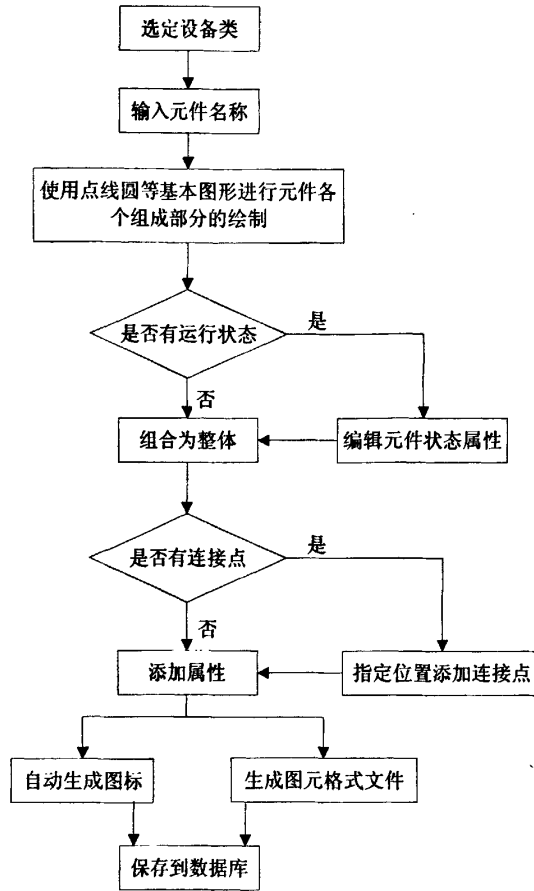 选定设备类
输入元件名称
使用点线圆等基本图形进行元件各
个组成部分的绘制
是否有运行状态
是
否
组合为整体
编辑元件状态属性
是否有连接点
是
否
添加属性
指定位置添加连接点
自动生成图标
生成图元格式文件
保存到数据库